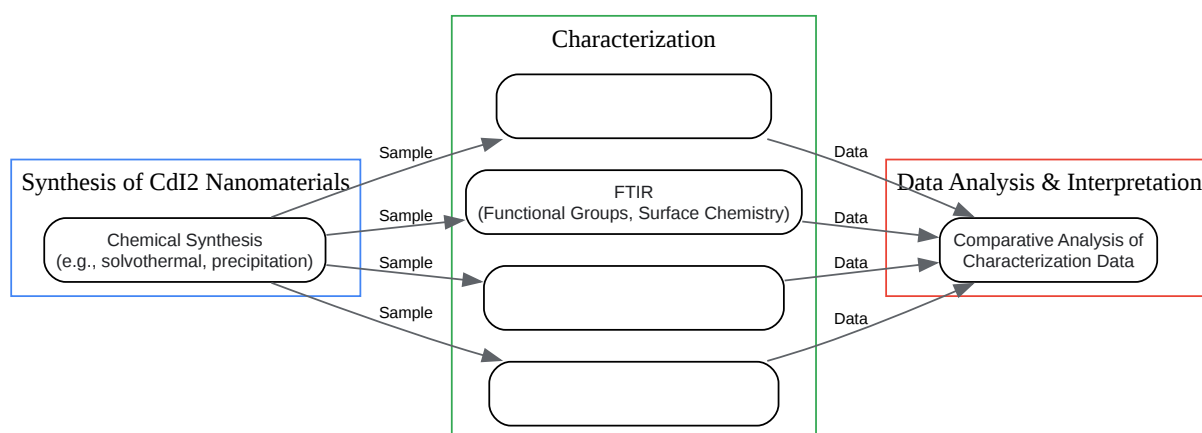 Characterization
Synthesis of CdI2 Nanomaterials
Chemical Synthesis
(e.g., solvothermal, precipitation)
Sample
Sample
Sample
Sample
FTIR
(Functional Groups, Surface Chemistry)
Data
Data
Data
Data
Data Analysis & Interpretation
Comparative Analysis of
Characterization Data